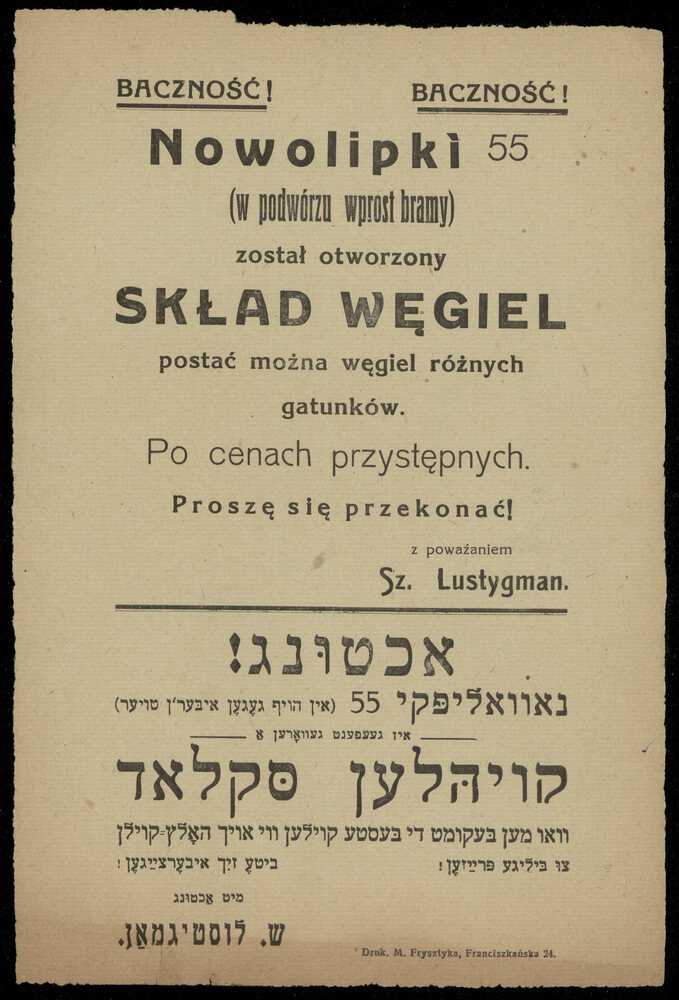 BACZNOŚĆ! BACZNOŚĆ!
Nowolipki 55
(w podwórzu wprost bramy)
został otworzony
SKŁAD WĘGIEL
postać można węgiel różnych
gatunków.
Po cenach przystępnych.
Proszę się przekonać!
z poważaniem
Sz. Lustygman.
אכטונג!
נאוואליפקי 55 (אין הויף געגען איבער'ן טויער)
איז געעפענט געווארען א
קויהלען סקלאד
וואו מען בעקומט די בעסטע קוילען ווי אויך האלץ-קוילן
צו ביליגע פרייזען! ביטע זיך איבערצייגען!
מיט אכטונג
ש. לוסטיגמאן.
Druk. M. Frysztyka, Franciszkańska 24.